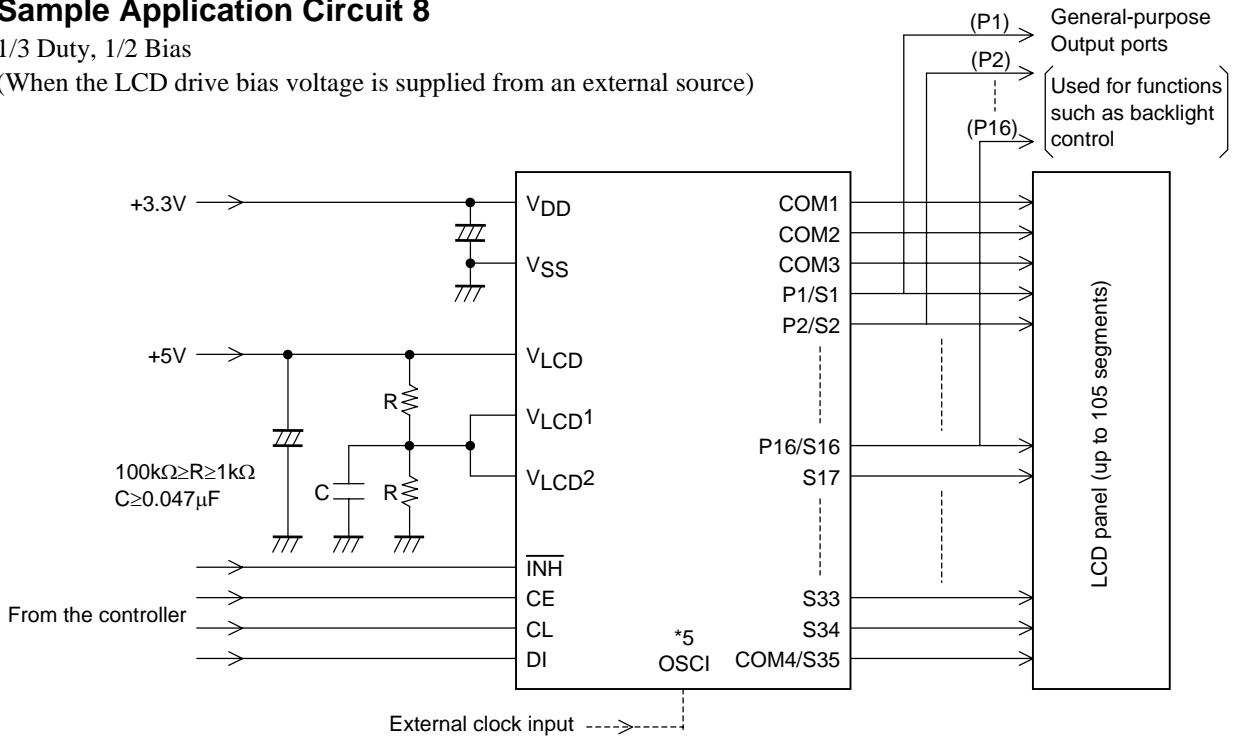 Sample Application Circuit 8
1/3 Duty, 1/2 Bias
(When the LCD drive bias voltage is supplied from an external source)
(P1)
General-purpose
Output ports
(P2)
Used for functions
such as backlight
control
(P16)
+3.3V
VDD
VSS
COM1
COM2
COM3
P1/S1
P2/S2
+5V
VLCD
R
VLCD1
P16/S16
100kΩ≥R≥1kΩ
C≥0.047μF
C
R
VLCD2
S17
LCD panel (up to 105 segments)
INH
From the controller
CE
S33
CL
S34
DI
*5
OSCI
COM4/S35
External clock input